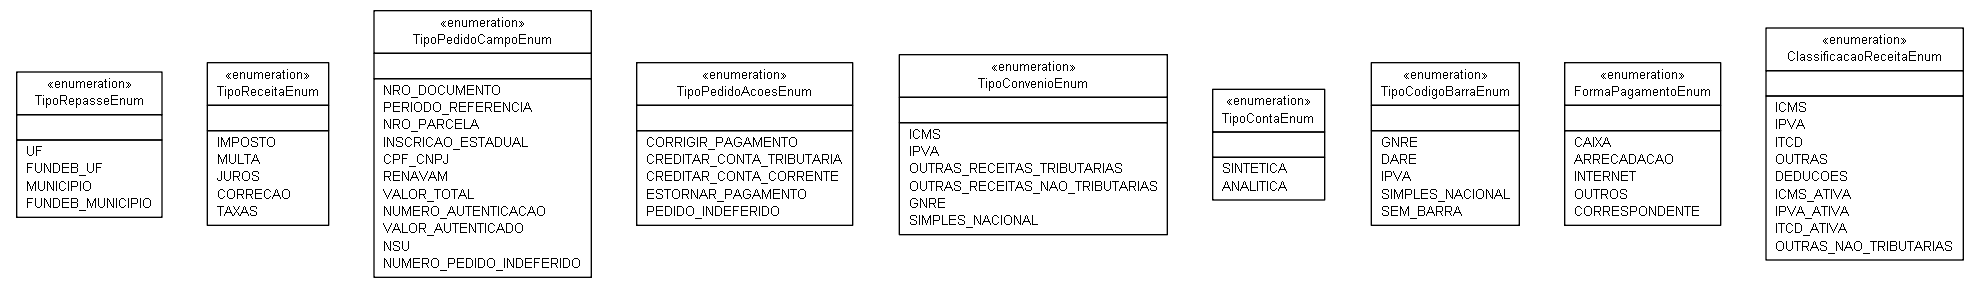 «enumeration»
TipoRepasseEnum
UF
FUNDEB_UF
MUNICIPIO
FUNDEB_MUNICIPIO
«enumeration»
TipoReceitaEnum
IMPOSTO
MULTA
JUROS
CORRECAO
TAXAS
«enumeration»
TipoPedidoCampoEnum
NRO_DOCUMENTO
PERIODO_REFERENCIA
NRO_PARCELA
INSCRICAO_ESTADUAL
CPF_CNPJ
RENAVAM
VALOR_TOTAL
NUMERO_AUTENTICACAO
VALOR_AUTENTICADO
NSU
NUMERO_PEDIDO_INDEFERIDO
«enumeration»
TipoPedidoAcoesEnum
CORRIGIR_PAGAMENTO
CREDITAR_CONTA_TRIBUTARIA
CREDITAR_CONTA_CORRENTE
ESTORNAR_PAGAMENTO
PEDIDO_INDEFERIDO
«enumeration»
TipoConvenioEnum
ICMS
IPVA
OUTRAS_RECEITAS_TRIBUTARIAS
OUTRAS_RECEITAS_NAO_TRIBUTARIAS
GNRE
SIMPLES_NACIONAL
«enumeration»
TipoContaEnum
SINTETICA
ANALITICA
«enumeration»
TipoCodigoBarraEnum
GNRE
DARE
IPVA
SIMPLES_NACIONAL
SEM_BARRA
«enumeration»
FormaPagamentoEnum
CAIXA
ARRECADACAO
INTERNET
OUTROS
CORRESPONDENTE
«enumeration»
ClassificacaoReceitaEnum
ICMS
IPVA
ITCD
OUTRAS
DEDUCOES
ICMS_ATIVA
IPVA_ATIVA
ITCD_ATIVA
OUTRAS_NAO_TRIBUTARIAS